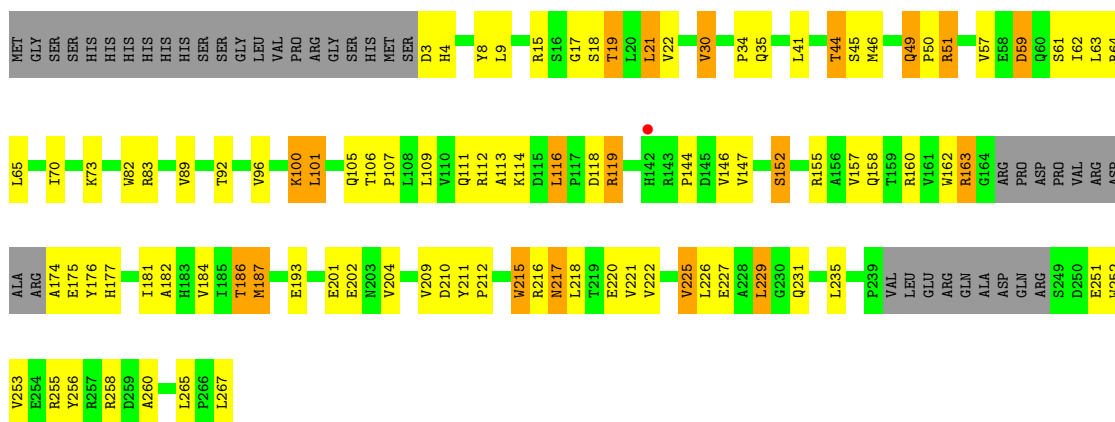 MET GLY SER SER HIS HIS HIS HIS HIS HIS SER SER GLY LEU VAL PRO ARG GLY SER HIS MET SER D3 H4 Y8 L9 R15 S16 G17 S18 T19 L20 L21 V22 V30 P34 Q35 L41 T44 S45 M46 Q49 P50 R51 V57 E58 D59 Q60 S61 I62 L63 R64
L65 I70 K73 W82 R83 V89 T92 V96 K100 L101 Q105 T106 P107 L108 L109 V110 Q111 R112 A113 K114 D115 L116 P117 D118 R119 H142 R143 P144 D145 V146 V147 S152 R155 A156 V157 Q158 T159 R160 V161 W162 R163 G164 ARG PRO ASP PRO VAL ARG ASP
ALA ARG A174 E175 Y176 H177 I181 A182 H183 V184 I185 T186 M187 E193 E201 E202 N203 V204 V209 D210 Y211 P212 W215 R216 N217 L218 T219 E220 V221 V222 V225 L226 E227 A228 L229 G230 Q231 L235 P239 VAL LEU GLU ARG GLN ALA ASP GLN ARG S249 D250 E251 W252
V253 E254 R255 Y256 R257 R258 D259 A260 L265 P266 L267